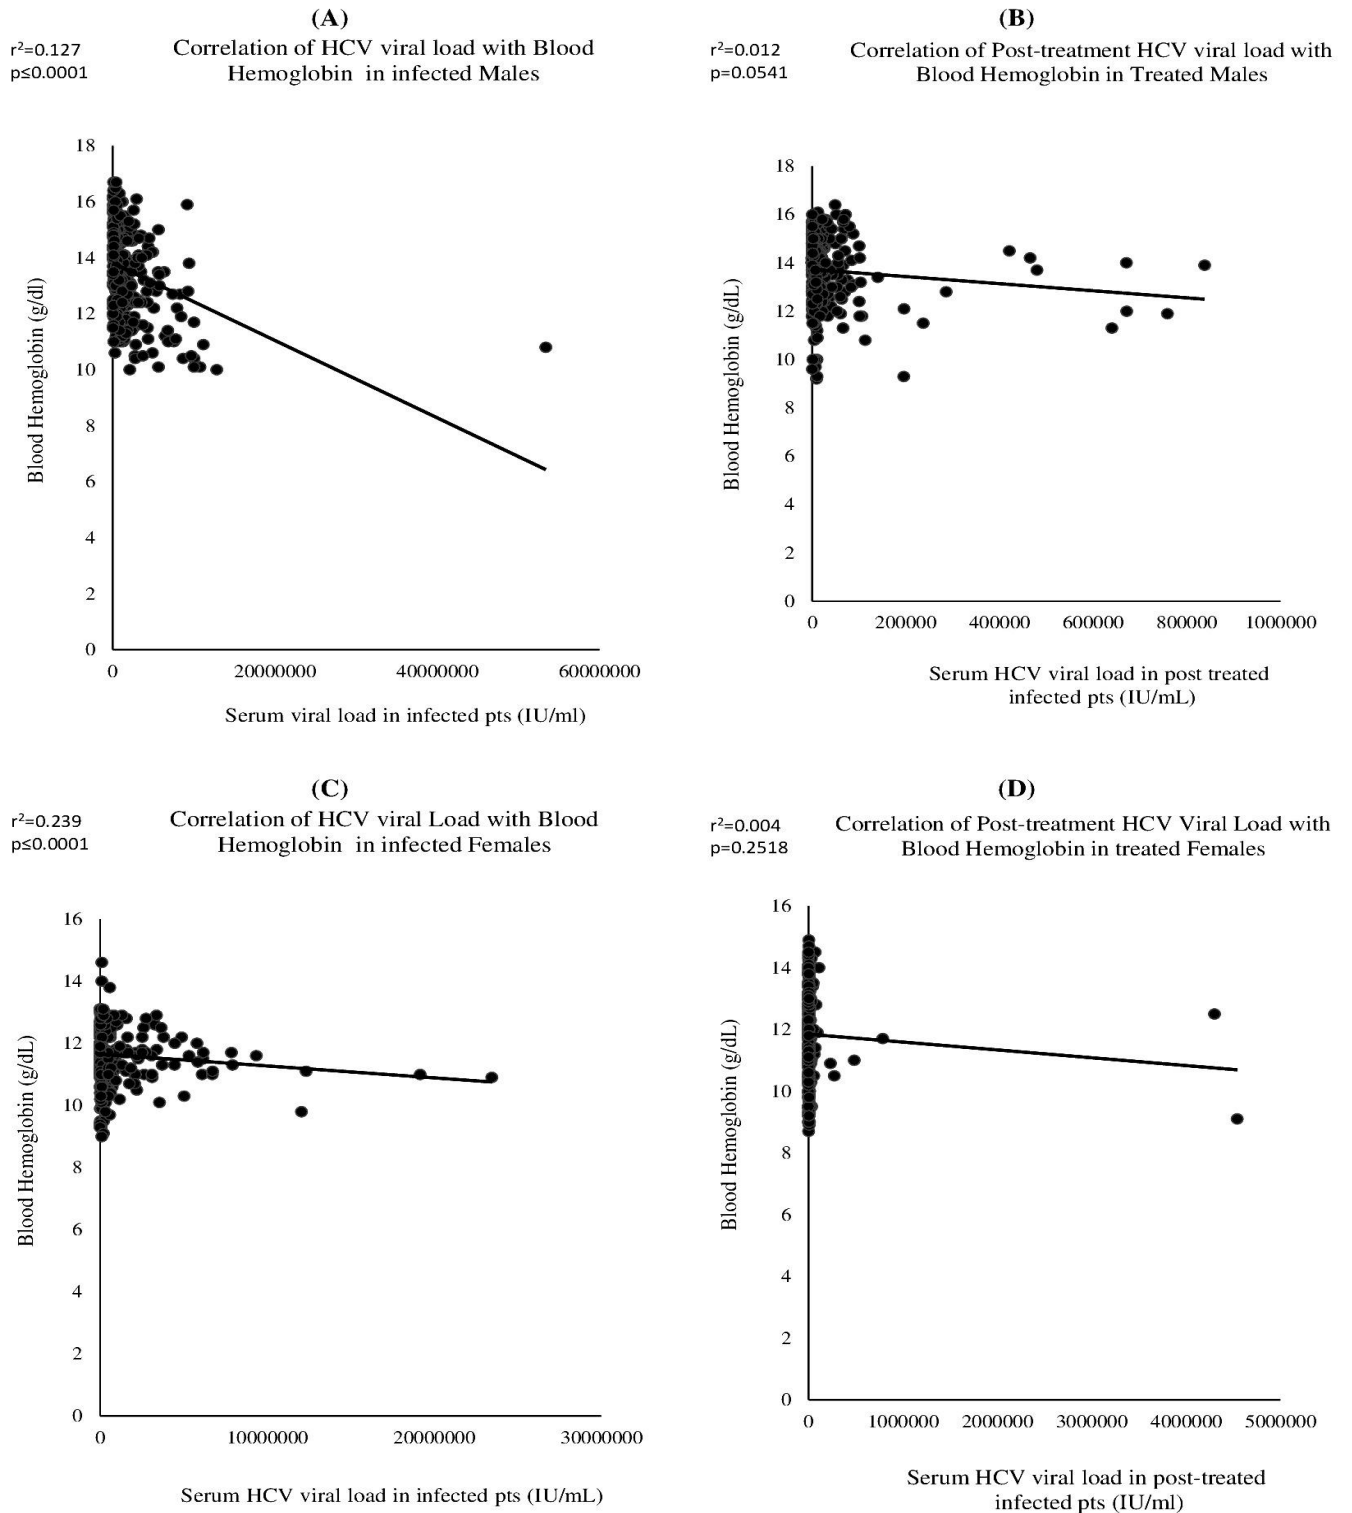 (A)
r²=0.127
p≤0.0001
Correlation of HCV viral load with Blood
Hemoglobin in infected Males
18
16
14
12
10
8
6
4
2
0
Blood Hemoglobin (g/dl)
0 20000000 40000000 60000000
Serum viral load in infected pts (IU/ml)
(B)
r²=0.012
p=0.0541
Correlation of Post-treatment HCV viral load with
Blood Hemoglobin in Treated Males
18
16
14
12
10
8
6
4
2
0
Blood Hemoglobin (g/dL)
0 200000 400000 600000 800000 1000000
Serum HCV viral load in post treated
infected pts (IU/mL)
(C)
r²=0.239
p≤0.0001
Correlation of HCV viral Load with Blood
Hemoglobin in infected Females
16
14
12
10
8
6
4
2
0
Blood Hemoglobin (g/dL)
0 10000000 20000000 30000000
Serum HCV viral load in infected pts (IU/mL)
(D)
r²=0.004
p=0.2518
Correlation of Post-treatment HCV Viral Load with
Blood Hemoglobin in treated Females
16
14
12
10
8
6
4
2
0
Blood Hemoglobin (g/dL)
0 1000000 2000000 3000000 4000000 5000000
Serum HCV viral load in post-treated
infected pts (IU/ml)